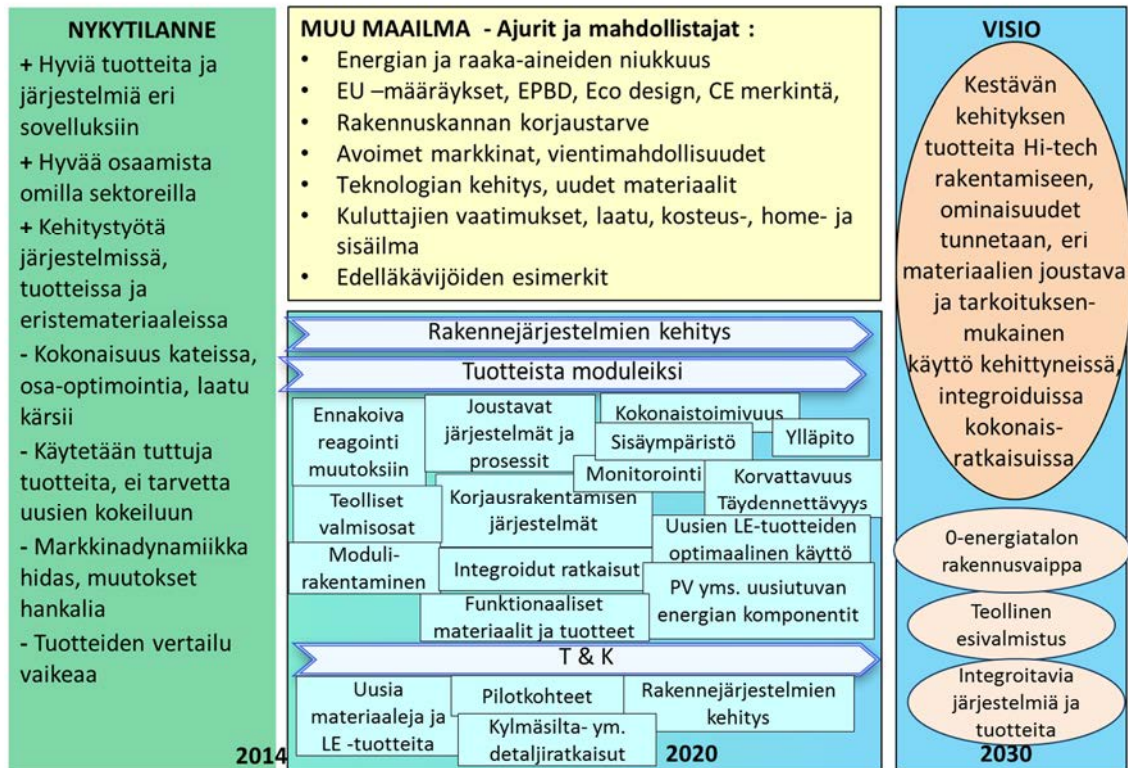 NYKYTILANNE
+ Hyviä tuotteita ja
järjestelmiä eri
sovelluksiin
+ Hyvää osaamista
omilla sektoreilla
+ Kehitystyötä
järjestelmissä,
tuotteissa ja
eristemateriaaleissa
- Kokonaisuus kateissa,
osa-optimointia, laatu
kärsii
- Käytetään tuttuja
tuotteita, ei tarvetta
uusien kokeiluun
- Markkinadynamiikka
hidas, muutokset
hankalia
- Tuotteiden vertailu
vaikeaa
2014
MUU MAAILMA - Ajurit ja mahdollistajat :
• Energian ja raaka-aineiden niukkuus
• EU –määräykset, EPBD, Eco design, CE merkintä,
• Rakennuskannan korjaustarve
• Avoimet markkinat, vientimahdollisuudet
• Teknologian kehitys, uudet materiaalit
• Kuluttajien vaatimukset, laatu, kosteus-, home- ja
sisäilma
• Edelläkävijöiden esimerkit
Rakennejärjestelmien kehitys
Tuotteista moduleiksi
Ennakoiva
reagointi
muutoksiin
Joustavat
järjestelmät ja
prosessit
Kokonaistoimivuus
Sisäympäristö
Ylläpito
Monitorointi
Korvattavuus
Täydennettävyys
Teolliset
valmisosat
Korjausrakentamisen
järjestelmät
Uusien LE-tuotteiden
optimaalinen käyttö
Moduli-
rakentaminen
Integroidut ratkaisut
PV yms. uusiutuvan
energian komponentit
Funktionaaliset
materiaalit ja tuotteet
T & K
Uusia
materiaaleja ja
LE -tuotteita
Pilotkohteet
Kylmäsilta- ym.
detaljiratkaisut
Rakennejärjestelmien
kehitys
2020
VISIO
Kestävän
kehityksen
tuotteita Hi-tech
rakentamiseen,
ominaisuudet
tunnetaan, eri
materiaalien joustava
ja tarkoituksen-
mukainen
käyttö kehittyneissä,
integroiduissa
kokonais-
ratkaisuissa
0-energiatalon
rakennusvaippa
Teollinen
esivalmistus
Integroitavia
järjestelmiä ja
tuotteita
2030